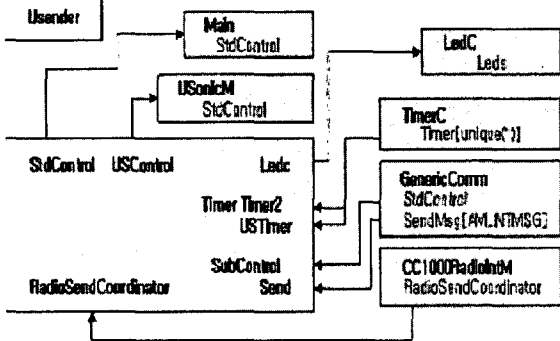 Usender
Main
StdControl
LedC
Leds
USonicM
StdControl
TimerC
Timer[unique("")]
StdControl USControl Ledc
GenericComm
StdControl
SendMsg[AM_INTMSG]
Timer Timer2
USTimer
SubControl
RadioSendCoordinator Send
CC1000RadioIntM
RadioSendCoordinator